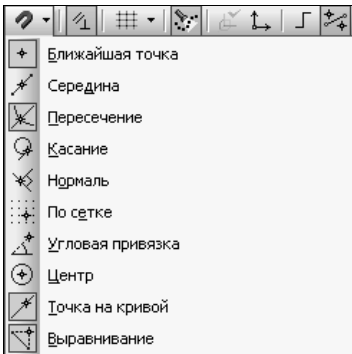 Ближайшая точка
Середина
Пересечение
Касание
Нормаль
По сетке
Угловая привязка
Центр
Точка на кривой
Выравнивание